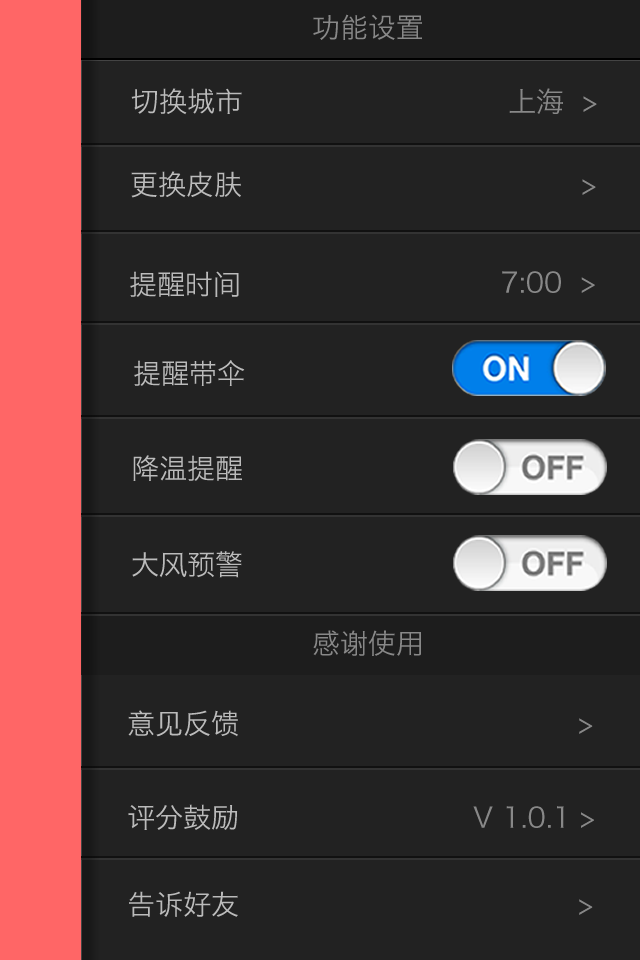 功能设置
切换城市 上海 >
更换皮肤 >
提醒时间 7:00 >
提醒带伞 ON
降温提醒 OFF
大风预警 OFF
感谢使用
意见反馈 >
评分鼓励 V 1.0.1 >
告诉好友 >